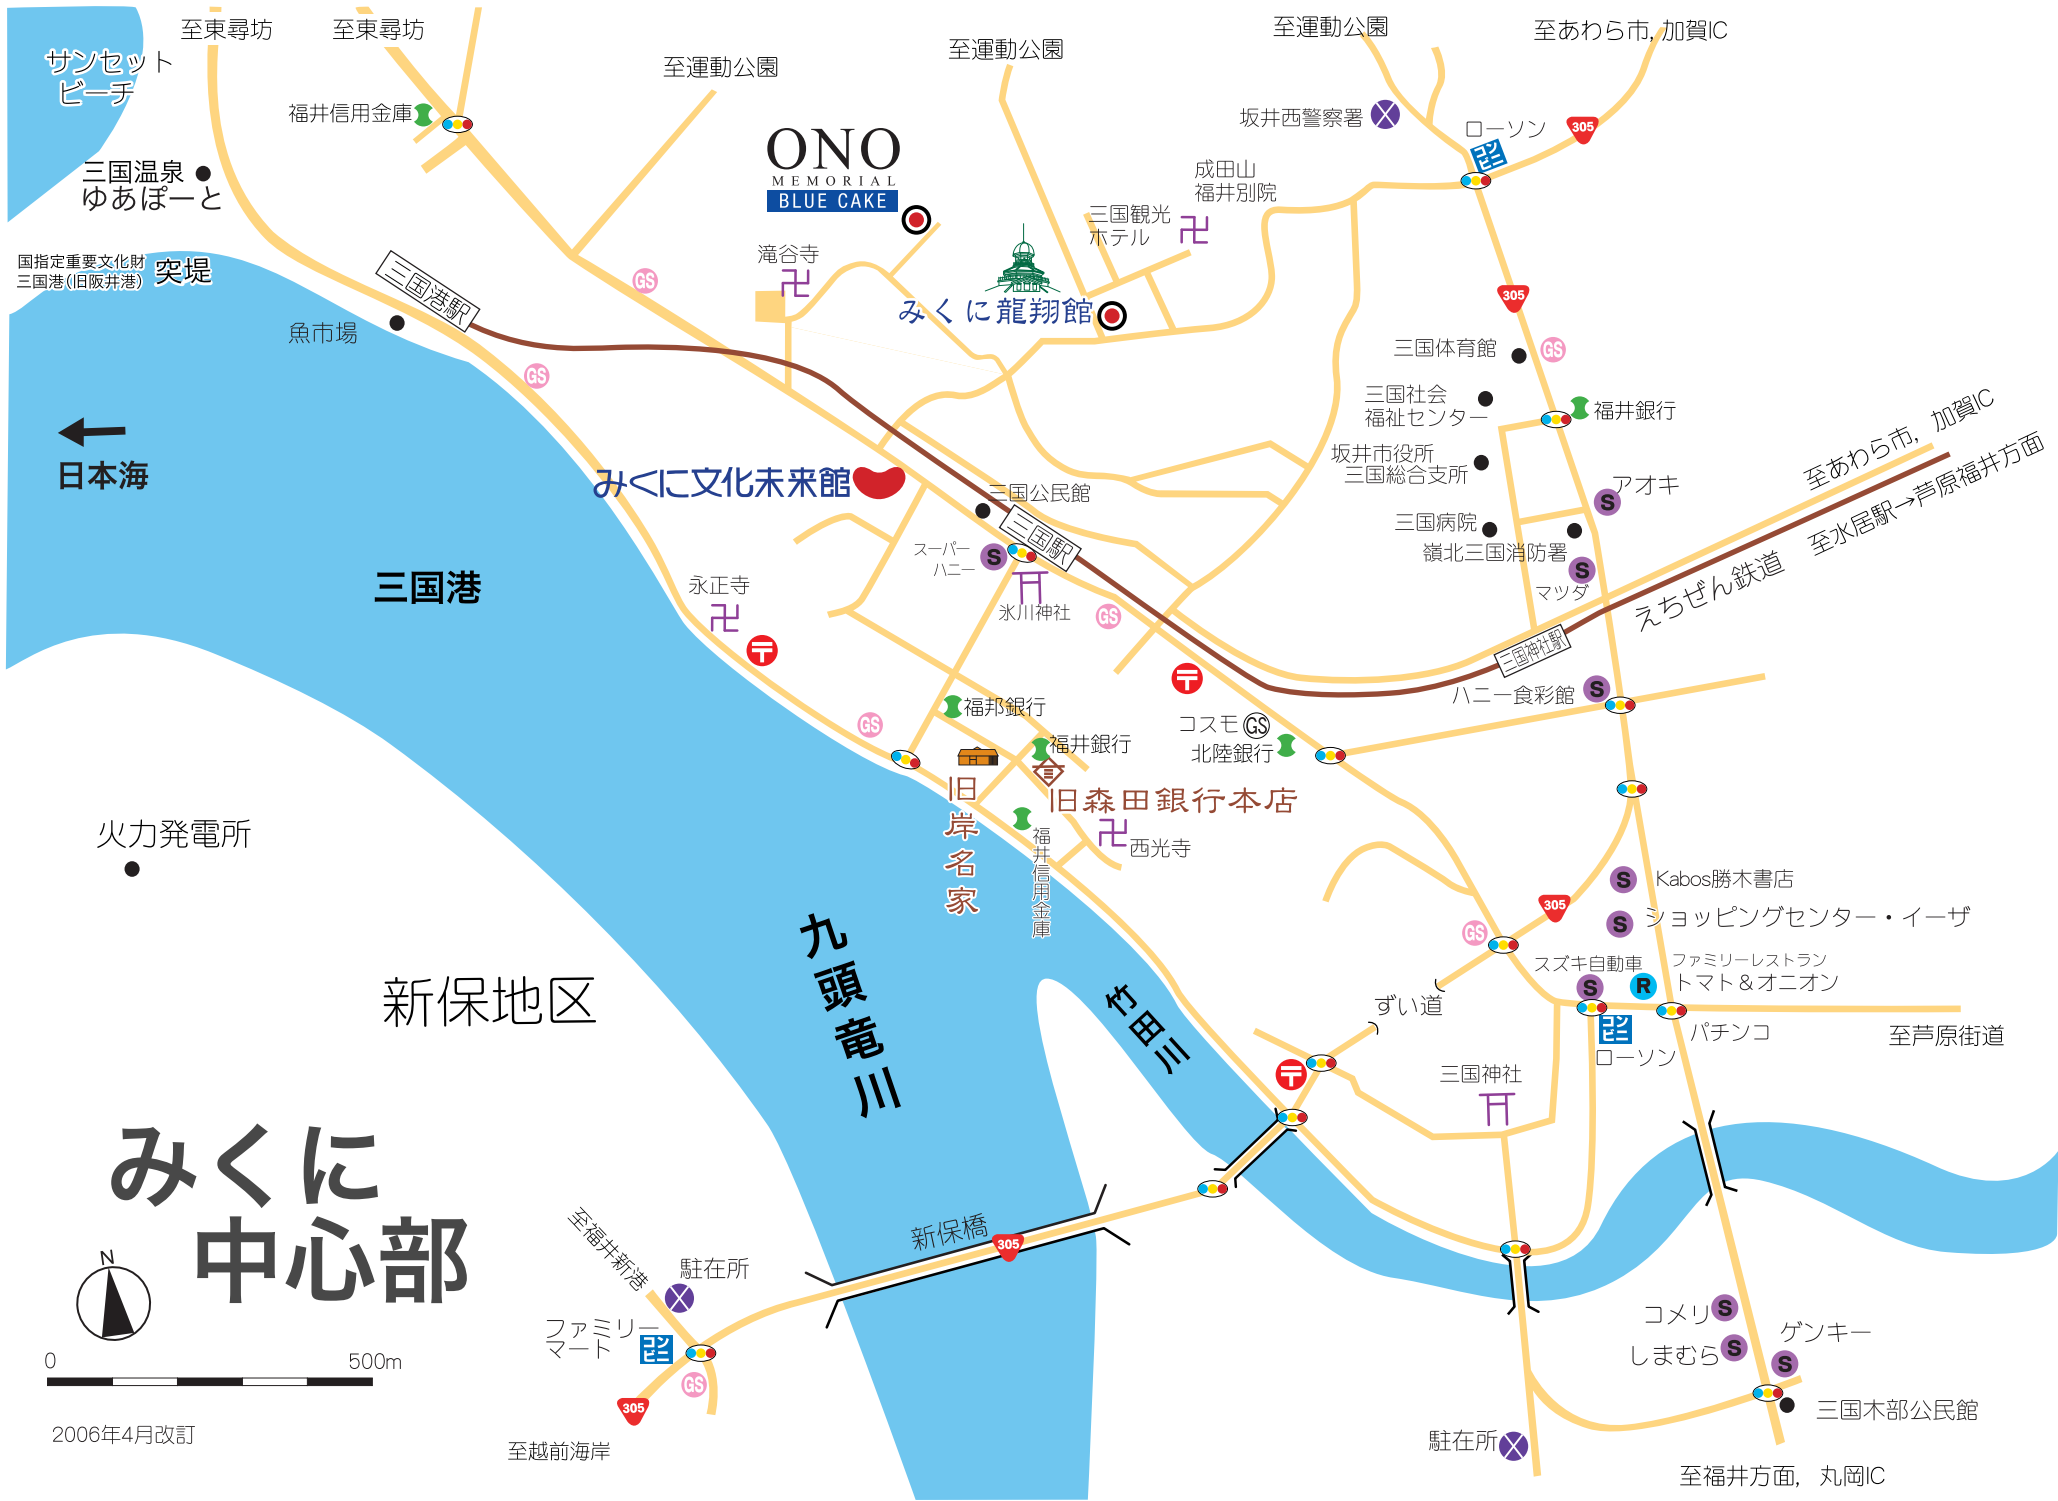 至東尋坊
至東尋坊
至運動公園
至運動公園
至運動公園
至あわら市, 加賀IC
サンセット
ビーチ
福井信用金庫
坂井西警察署
ローソン
コン
ビニ
305
三国温泉
ゆあぽーと
ONO
MEMORIAL
BLUE CAKE
成田山
福井別院
三国観光
ホテル
国指定重要文化財
三国港(旧阪井港)
突堤
三国港駅
滝谷寺
GS
みくに龍翔館
305
魚市場
GS
三国体育館
GS
三国社会
福祉センター
福井銀行
日本海
坂井市役所
三国総合支所
至あわら市, 加賀IC
みくに文化未来館
三国公民館
アオキ
S
三国病院
嶺北三国消防署
至水居駅→芦原福井方面
えちぜん鉄道
スーパー
ハニー
S
三国駅
三国港
永正寺
氷川神社
GS
S
マツダ
三国神社駅
〒
〒
ハニー食彩館
S
福邦銀行
GS
福井銀行
コスモ
GS
北陸銀行
旧岸名家
旧森田銀行本店
西光寺
福井信用金庫
火力発電所
S
Kabos勝木書店
305
S
ショッピングセンター・イーザ
GS
新保地区
九頭竜川
竹田川
スズキ自動車
S
R
ファミリーレストラン
トマト&オニオン
ずい道
コン
ビニ
ローソン
パチンコ
至芦原街道
〒
三国神社
みくに
中心部
N
0
500m
2006年4月改訂
新保橋
305
至福井新港
駐在所
ファミリー
マート
コン
ビニ
GS
305
至越前海岸
コメリ
S
しまむら
S
ゲンキー
S
三国木部公民館
駐在所
至福井方面, 丸岡IC